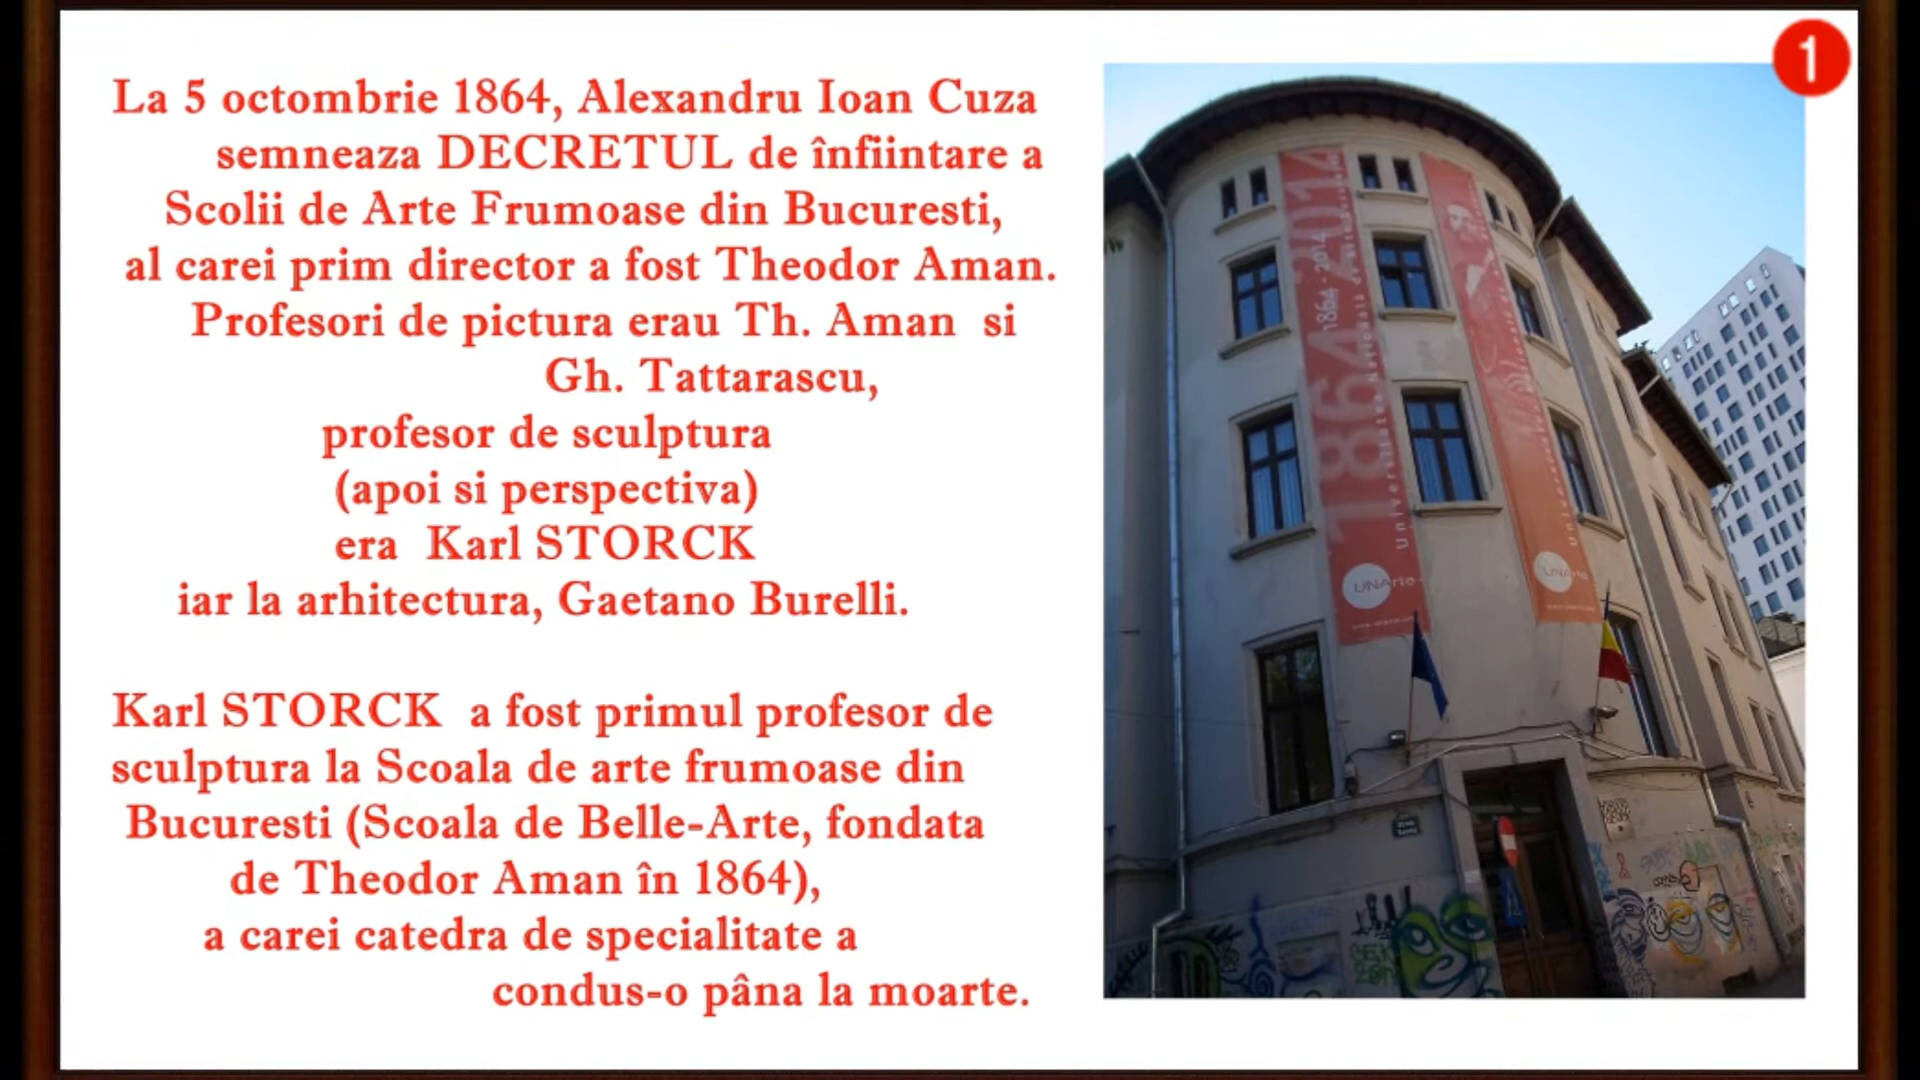 La 5 octombrie 1864, Alexandru Ioan Cuza
semneaza DECRETUL de înfiintare a
Scolii de Arte Frumoase din Bucuresti,
al carei prim director a fost Theodor Aman.
Profesori de pictura erau Th. Aman si
Gh. Tattarascu,
profesor de sculptura
(apoi si perspectiva)
era Karl STORCK
iar la arhitectura, Gaetano Burelli.
Karl STORCK a fost primul profesor de
sculptura la Scoala de arte frumoase din
Bucuresti (Scoala de Belle-Arte, fondata
de Theodor Aman în 1864),
a carei catedra de specialitate a
condus-o pâna la moarte.
1
1864 2014
1864 - 2014
Universitatea Națională de
UNArte
UNArte